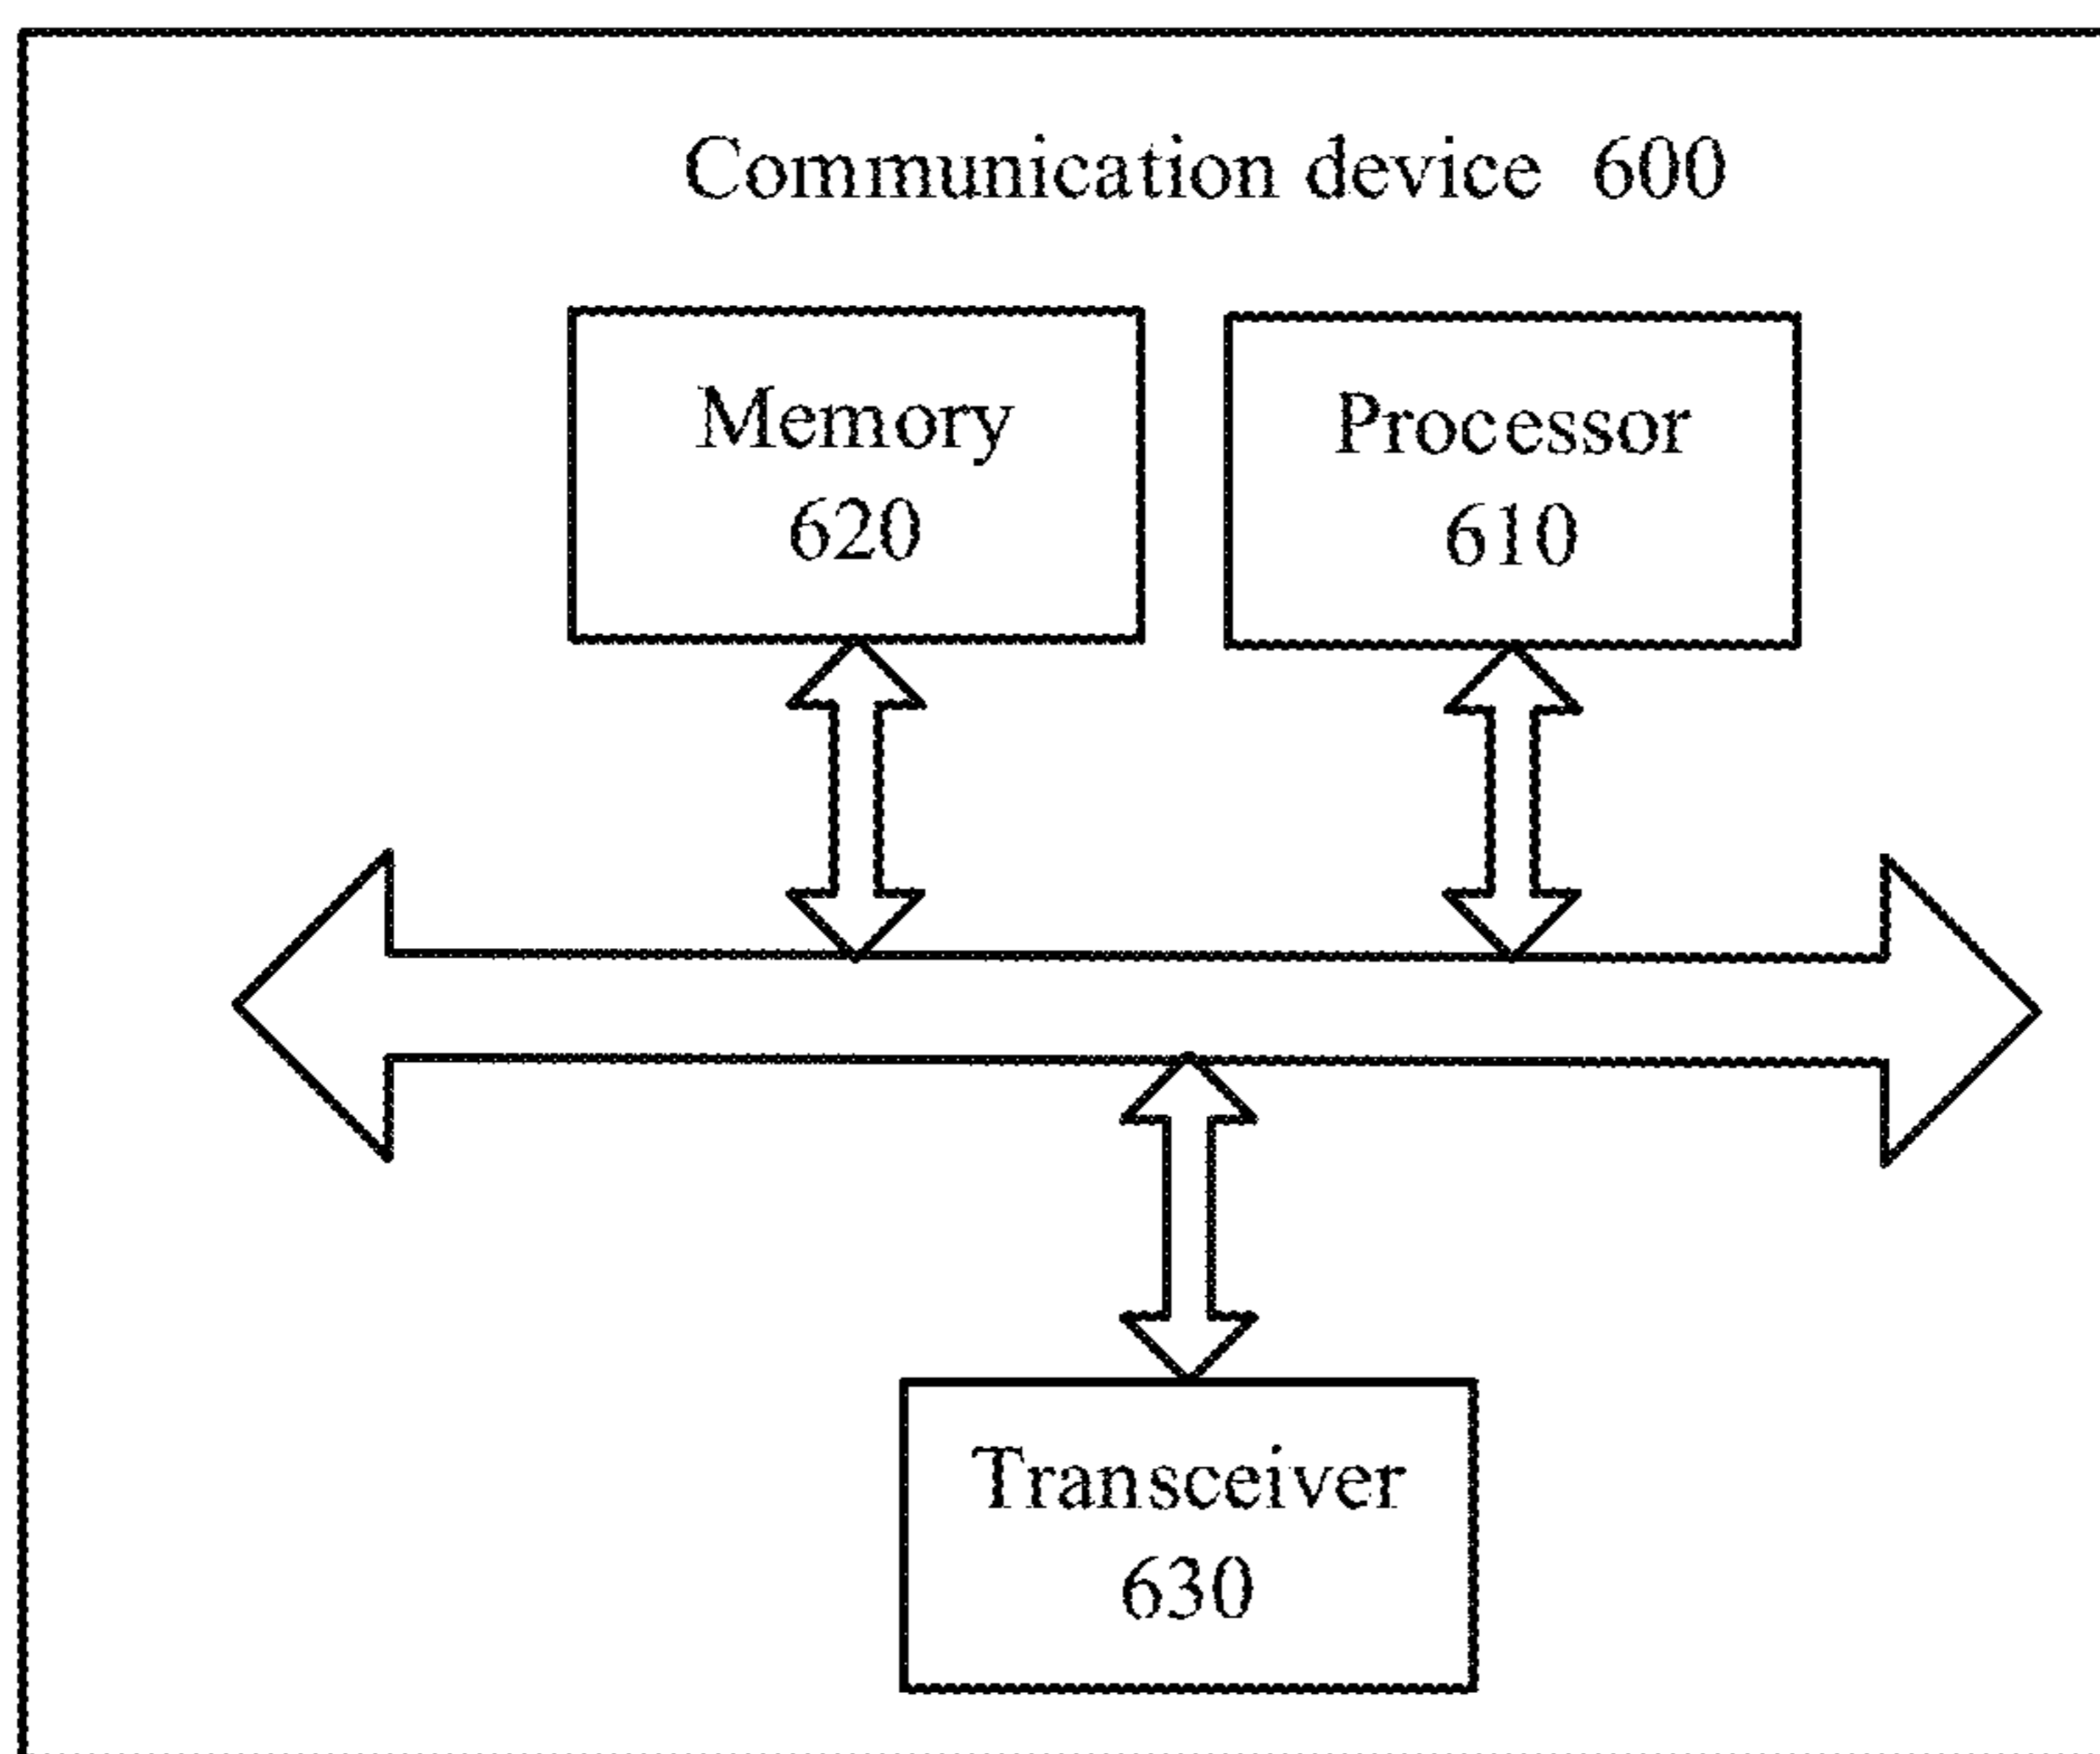 Communication device 600
Memory
620
Processor
610
Transceiver
630